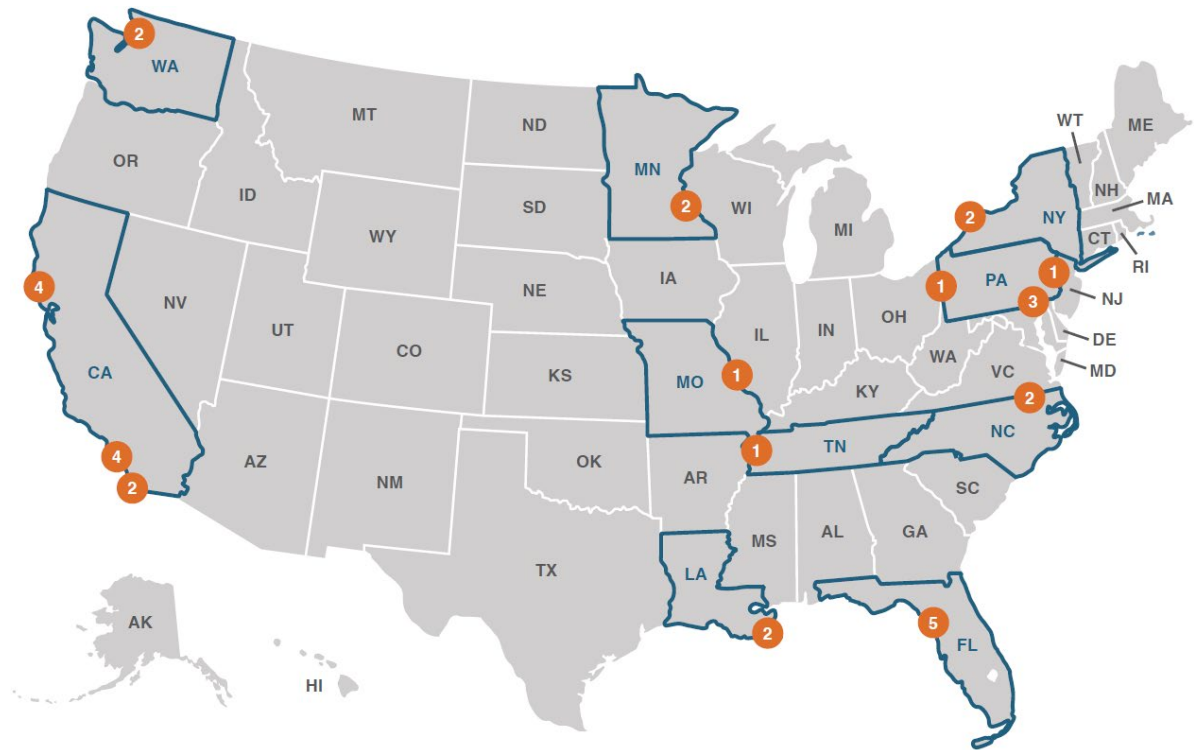 2
WA
MT
ND
MN
2
OR
ID
SD
WI
MI
WT
ME
NH
MA
2
NY
CT
RI
WY
IA
NE
4
NV
UT
CO
CA
KS
MO
1
IL
IN
OH
1
PA
1
3
NJ
DE
MD
WA
VC
KY
2
NC
4
2
AZ
NM
OK
AR
1
TN
SC
MS
AL
GA
TX
LA
2
5
FL
AK
HI